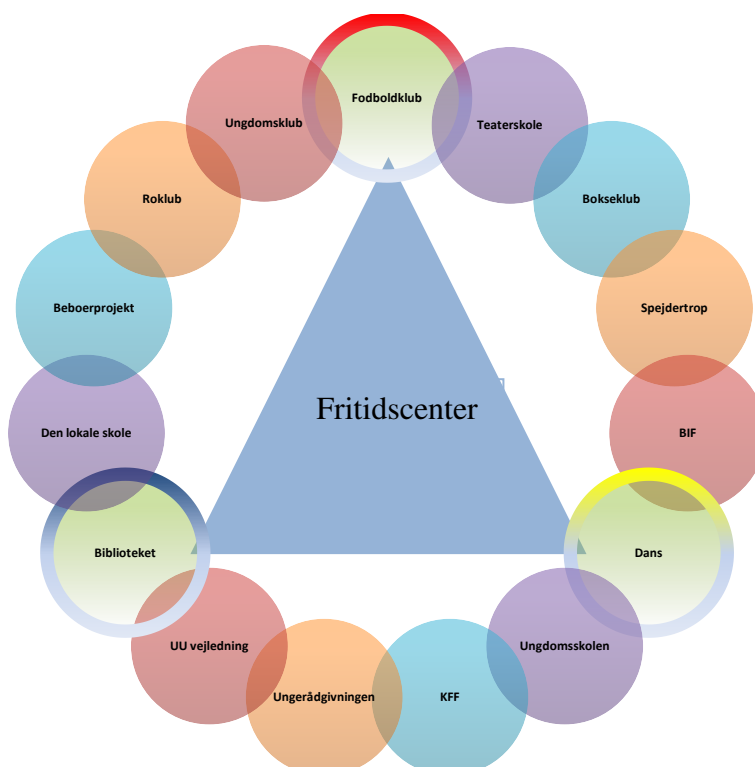 Fodboldklub
Ungdomsklub
Teaterskole
Roklub
Bokseklub
Beboerprojekt
Spejdertrop
Fritidscenter
Den lokale skole
BIF
Biblioteket
Dans
UU vejledning
Ungdomsskolen
Ungerådgivningen
KFF